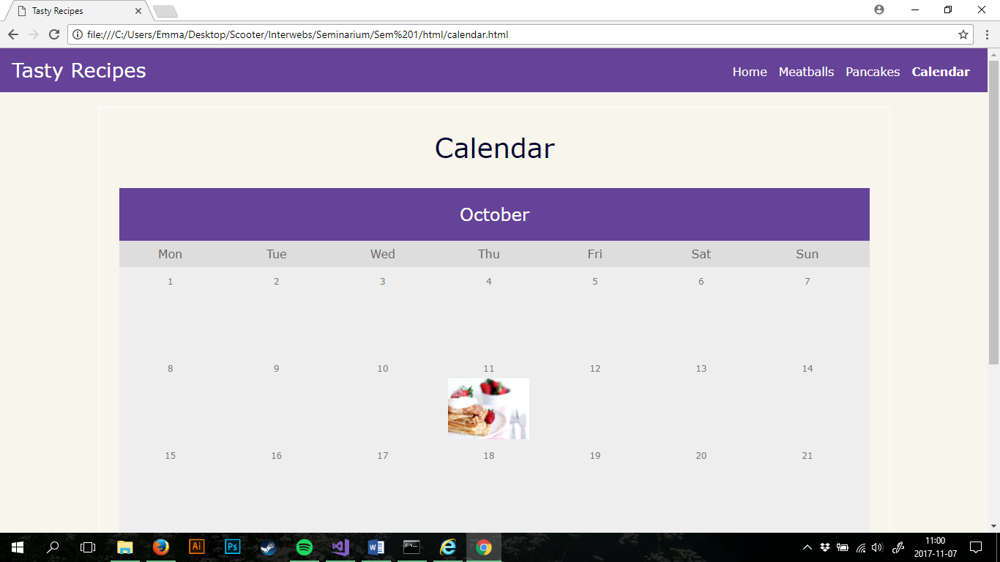 Tasty Recipes
file:///C:/Users/Emma/Desktop/Scooter/Interwebs/Seminarium/Sem%201/html/calendar.html
Tasty Recipes
Home Meatballs Pancakes Calendar
Calendar
October
Mon Tue Wed Thu Fri Sat Sun
1 2 3 4 5 6 7
8 9 10 11 12 13 14
15 16 17 18 19 20 21
Ai Ps
11:00
2017-11-07